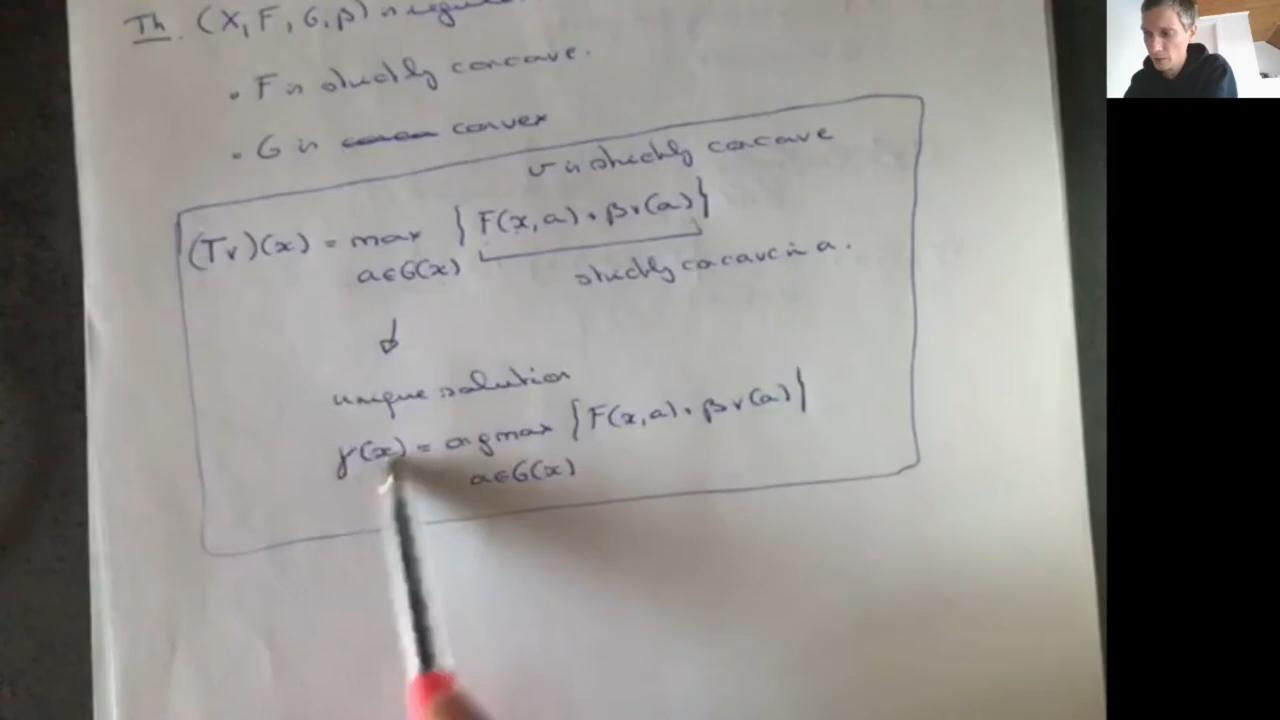 Th. (X, F, G, β) is
• F is strictly concave.
• G is convex
v is strictly concave
(Tv)(x) = max { F(x,a) + βv(a) }
a∈G(x)
strictly concave in a.
↓
unique solution
γ(x) = argmax { F(x,a) + βv(a) }
a∈G(x)